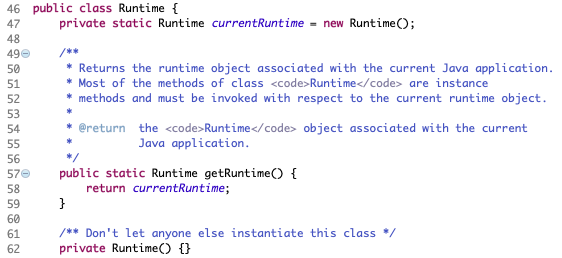 46 public class Runtime {
47     private static Runtime currentRuntime = new Runtime();
48
49     /**
50      * Returns the runtime object associated with the current Java application.
51      * Most of the methods of class <code>Runtime</code> are instance
52      * methods and must be invoked with respect to the current runtime object.
53      *
54      * @return  the <code>Runtime</code> object associated with the current
55      *          Java application.
56      */
57     public static Runtime getRuntime() {
58         return currentRuntime;
59     }
60
61     /** Don't let anyone else instantiate this class */
62     private Runtime() {}